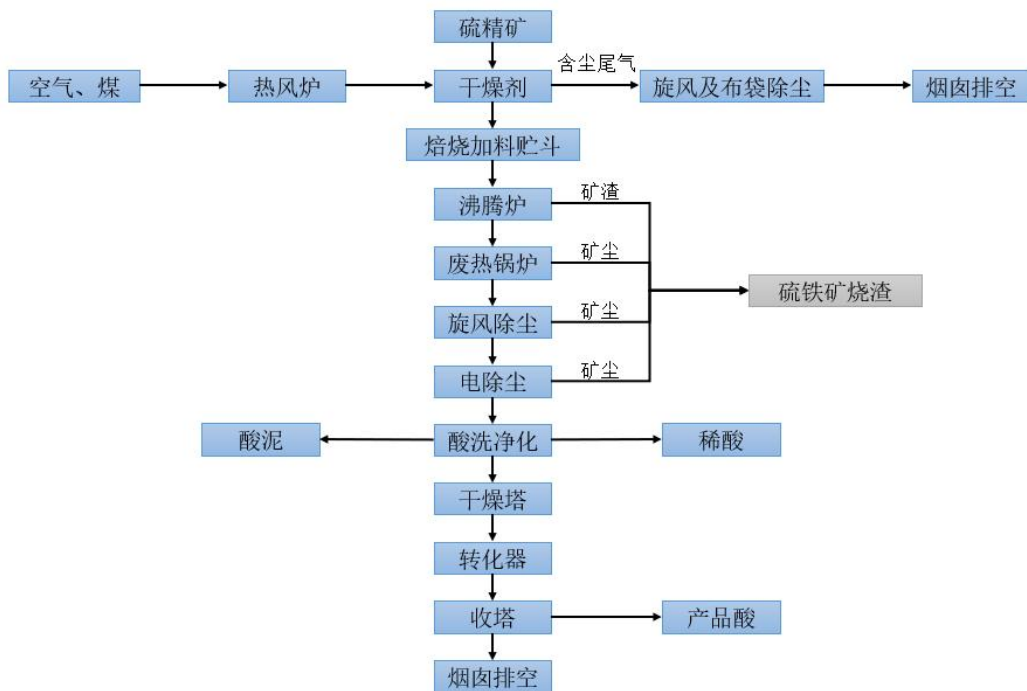 硫精矿
空气、煤
热风炉
干燥剂
含尘尾气
旋风及布袋除尘
烟囱排空
焙烧加料贮斗
沸腾炉
矿渣
废热锅炉
矿尘
硫铁矿烧渣
旋风除尘
矿尘
电除尘
矿尘
酸泥
酸洗净化
稀酸
干燥塔
转化器
收塔
产品酸
烟囱排空